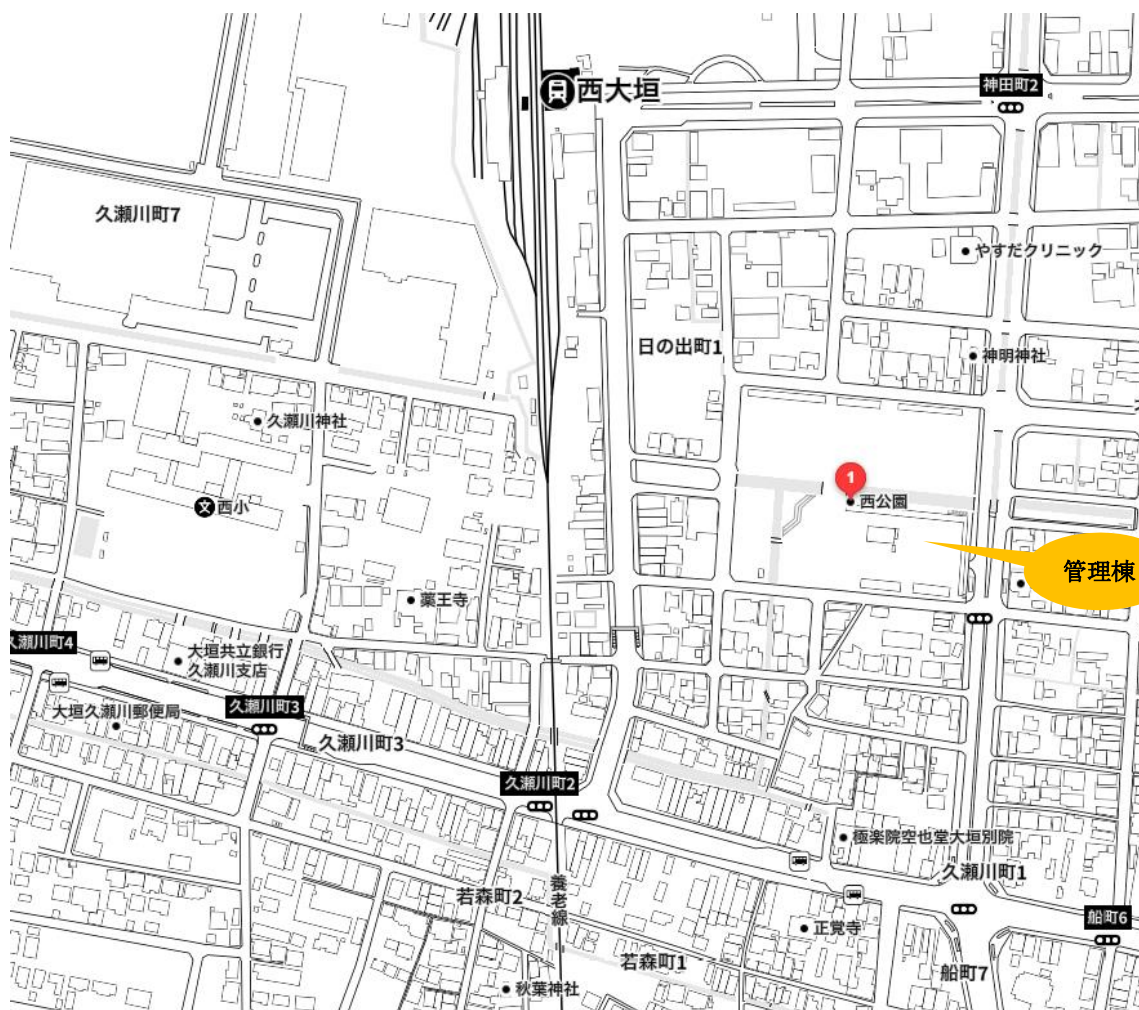 西大垣
神田町2
久瀬川町7
やすだクリニック
日の出町1
神明神社
久瀬川神社
1
西公園
文
西小
管理棟
薬王寺
久瀬川町4
大垣共立銀行
久瀬川支店
久瀬川町3
大垣久瀬川郵便局
久瀬川町3
久瀬川町2
極楽院空也堂大垣別院
久瀬川町1
養老線
若森町2
船町6
正覚寺
若森町1
船町7
秋葉神社